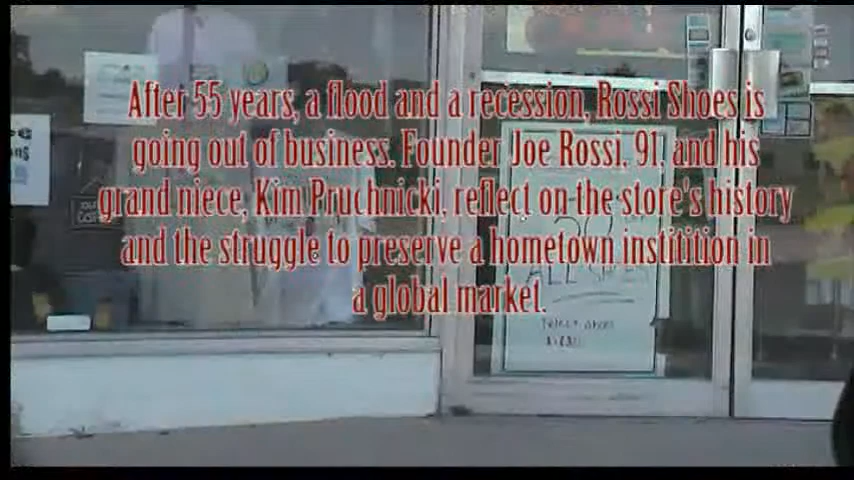 After 55 years, a flood and a recession, Rossi Shoes is
going out of business. Founder Joe Rossi, 91, and his
grand niece, Kim Pruchnicki, reflect on the store's history
and the struggle to preserve a hometown institition in
a global market.
ALL